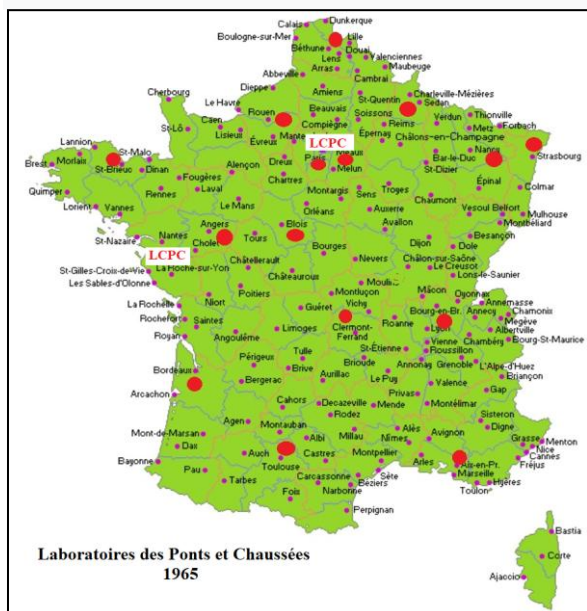 Calais
Dunkerque
Boulogne-sur-Mer
Lille
Béthune
Douai
Lens
Valenciennes
Arras
Maubeuge
Abbeville
Cambrai
Dieppe
Amiens
St-Quentin
Charleville-Mézières
Sedan
Cherbourg
Le Havre
Rouen
Beauvais
Soissons
Verdun
Thionville
Caen
Compiègne
Reims
Metz
Forbach
St-Lô
Lisieux
Évreux
Mante
LCPC
Meaux
Épernay
Châlons-en-Champagne
Nancy
Lannion
St-Malo
Paris
Bar-le-Duc
Strasbourg
Morlaix
Brest
St-Brieuc
Dinan
Alençon
Dreux
Melun
St-Dizier
Fougères
Chartres
Troyes
Épinal
Colmar
Quimper
Rennes
Laval
Montargis
Sens
Chaumont
Lorient
Vannes
Le Mans
Orléans
Auxerre
Vesoul
Belfort
Mulhouse
Montbéliard
Angers
Blois
Avallon
Nantes
Tours
Dijon
Besançon
St-Nazaire
Cholet
Bourges
Dole
LCPC
Nevers
Châlon-sur-Saône
Le Creusot
St-Gilles-Croix-de-Vie
La Roche-sur-Yon
Châtellerault
Châteauroux
Lons-le-Saunier
Les Sables-d'Olonne
Moulins
Poitiers
Montluçon
Mâcon
Oyonnax
Niort
Guéret
Vichy
Bourg-en-Br.
Annemasse
La Rochelle
Annecy
Chamonix
Rochefort
Saintes
Limoges
Clermont-
Ferrand
Roanne
Lyon
Megève
Albertville
Royan
Angoulême
Vienne
Chambéry
Bourg-St-Maurice
Tulle
St-Étienne
Roussillon
Périgueux
Brive
Brioude
Annonay
Grenoble
L'Alpe-d'Huez
Bordeaux
Aurillac
Le Puy
Valence
Briançon
Bergerac
Privas
Gap
Arcachon
Cahors
Decazeville
Mende
Montélimar
Rodez
Sisteron
Agen
Montauban
Digne
Mont-de-Marsan
Albi
Millau
Alès
Avignon
Grasse
Menton
Dax
Nîmes
Nice
Auch
Castres
Montpellier
Cannes
Bayonne
Toulouse
Arles
Aix-en-Pr.
Fréjus
Pau
Marseille
Tarbes
Carcassonne
Sète
Béziers
Hyères
Toulon
Foix
Narbonne
Perpignan
Bastia
Corte
Ajaccio
Laboratoires des Ponts et Chaussées
1965